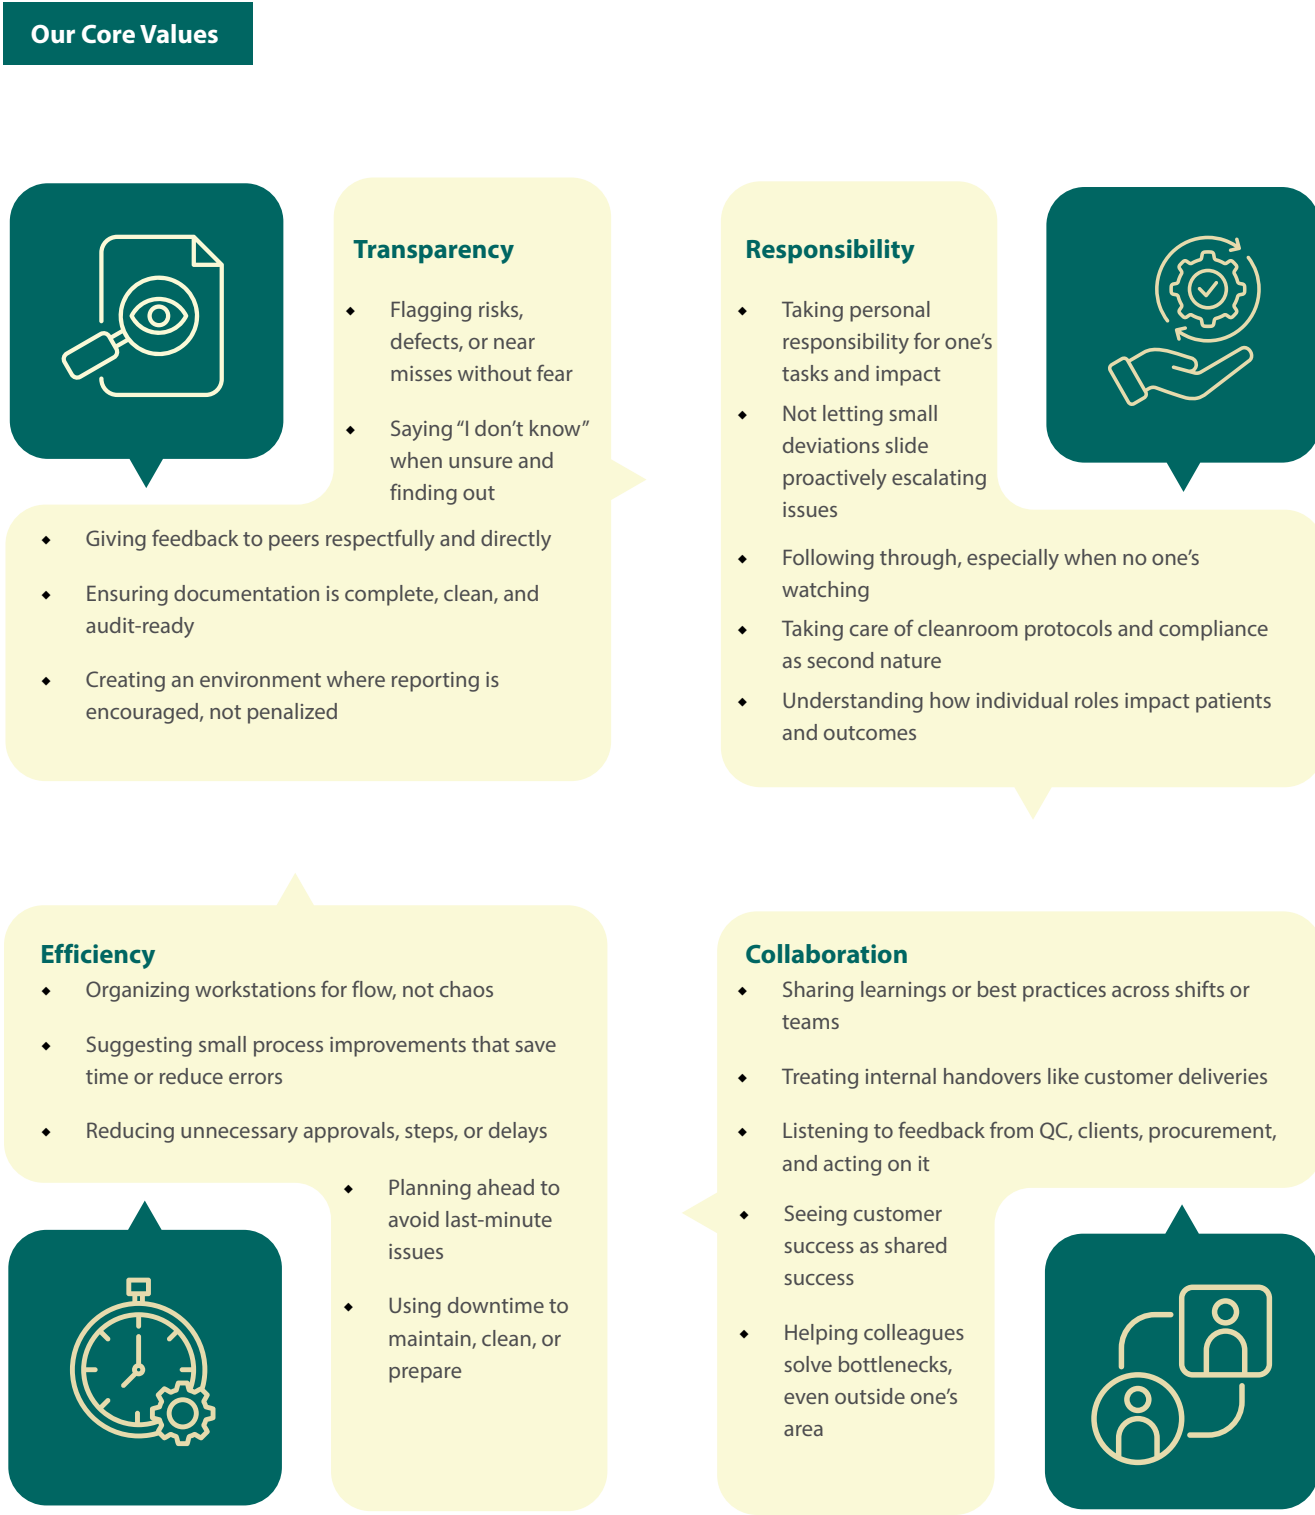 Our Core Values
Transparency
Flagging risks,
defects, or near
misses without fear
Saying “I don’t know”
when unsure and
finding out
Giving feedback to peers respectfully and directly
Ensuring documentation is complete, clean, and
audit-ready
Creating an environment where reporting is
encouraged, not penalized
Responsibility
Taking personal
responsibility for one’s
tasks and impact
Not letting small
deviations slide
proactively escalating
issues
Following through, especially when no one’s
watching
Taking care of cleanroom protocols and compliance
as second nature
Understanding how individual roles impact patients
and outcomes
Efficiency
Organizing workstations for flow, not chaos
Suggesting small process improvements that save
time or reduce errors
Reducing unnecessary approvals, steps, or delays
Planning ahead to
avoid last-minute
issues
Using downtime to
maintain, clean, or
prepare
Collaboration
Sharing learnings or best practices across shifts or
teams
Treating internal handovers like customer deliveries
Listening to feedback from QC, clients, procurement,
and acting on it
Seeing customer
success as shared
success
Helping colleagues
solve bottlenecks,
even outside one’s
area